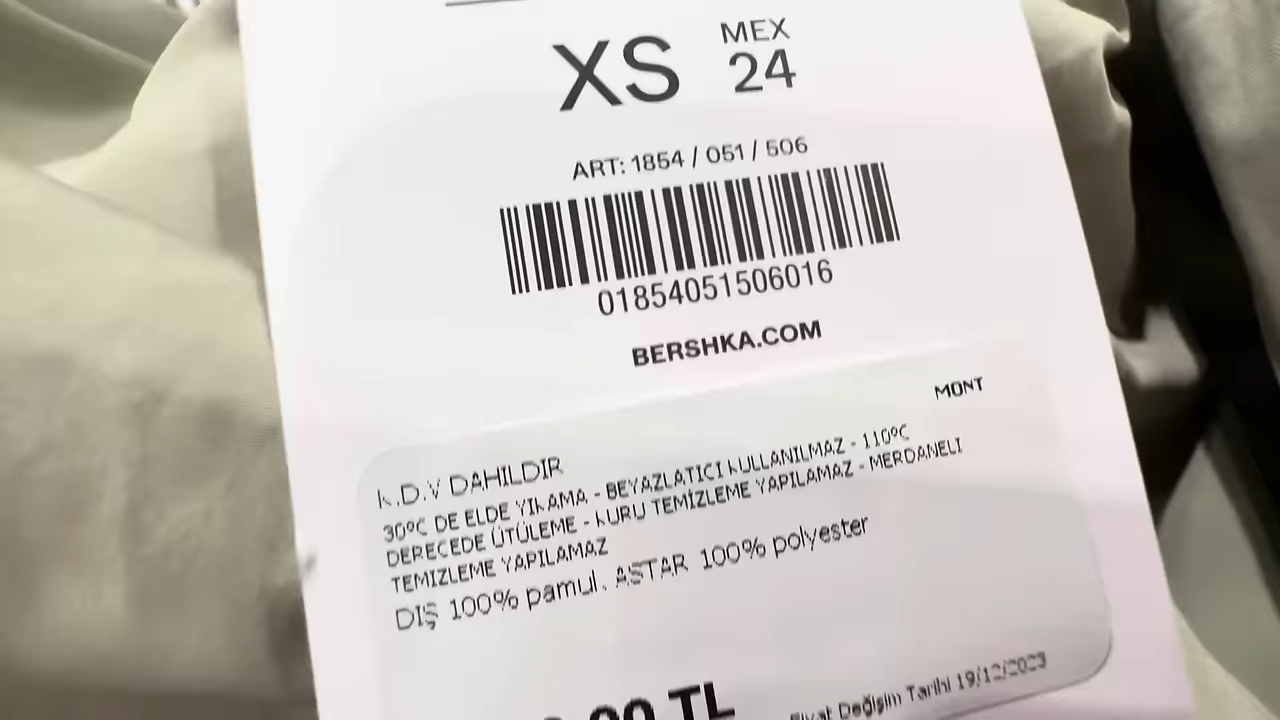 XS MEX 24
ART: 1854 / 051 / 506
01854051506016
BERSHKA.COM
MONT
K.D.V DAHILDIR
30ºC DE ELDE YIKAMA - BEYAZLATICI KULLANILMAZ - 110ºC
DERECEDE ÜTÜLEME - KURU TEMİZLEME YAPILAMAZ - MERDANELİ
TEMİZLEME YAPILAMAZ
DIŞ 100% pamuk. ASTAR 100% polyester
TL
Fiyat Değişim Tarihi 19/12/2023